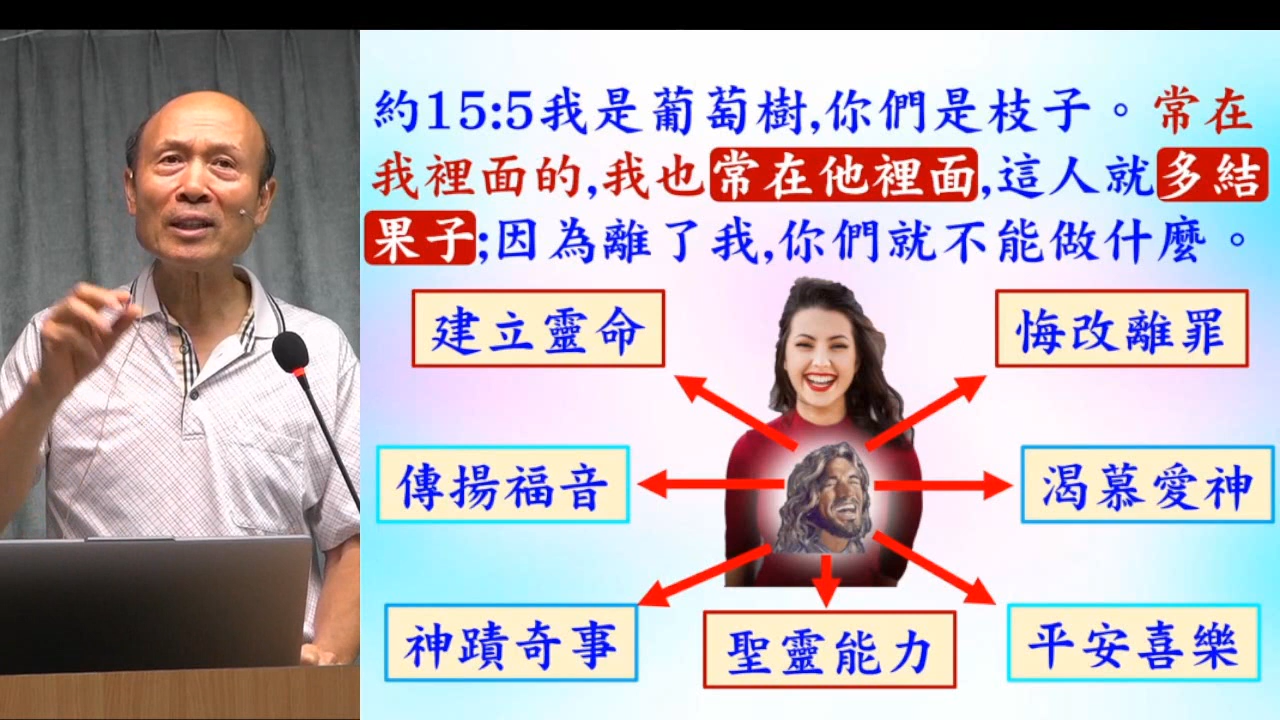 約15:5我是葡萄樹,你們是枝子。常在
我裡面的,我也常在他裡面,這人就多結
果子;因為離了我,你們就不能做什麼。
建立靈命
悔改離罪
傳揚福音
渴慕愛神
神蹟奇事
聖靈能力
平安喜樂